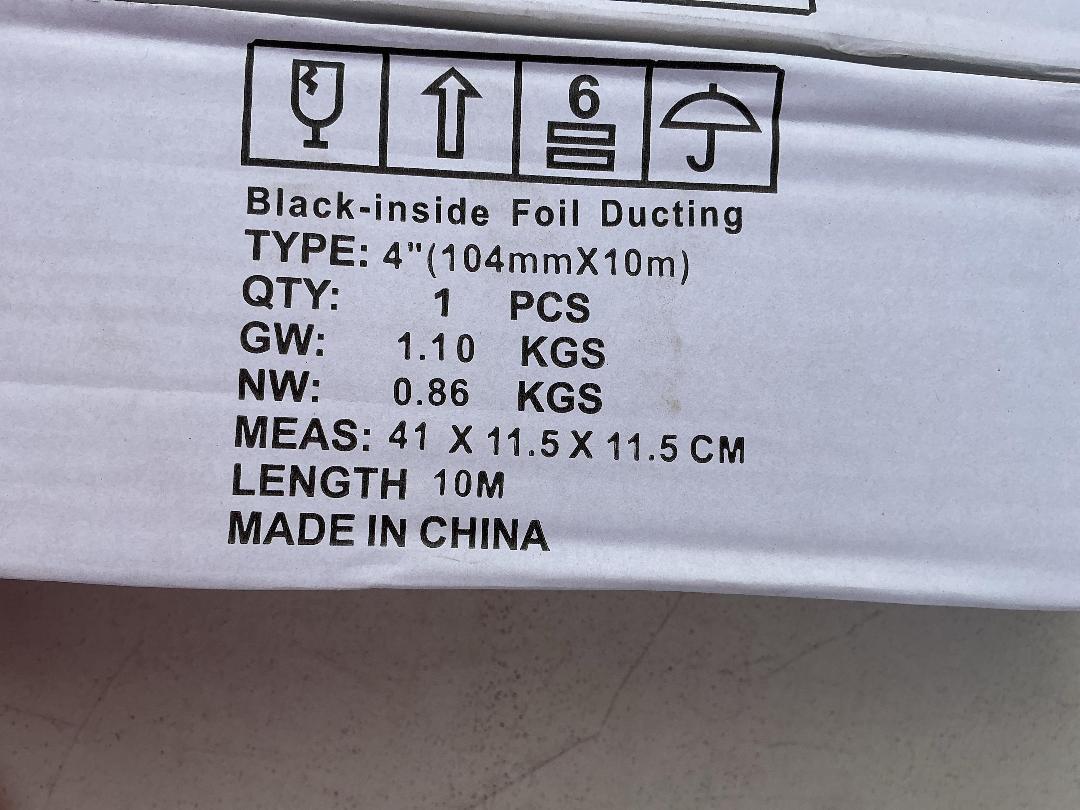 6
Black-inside Foil Ducting
TYPE: 4"(104mmX10m)
QTY: 1 PCS
GW: 1.10 KGS
NW: 0.86 KGS
MEAS: 41 X 11.5 X 11.5 CM
LENGTH 10M
MADE IN CHINA